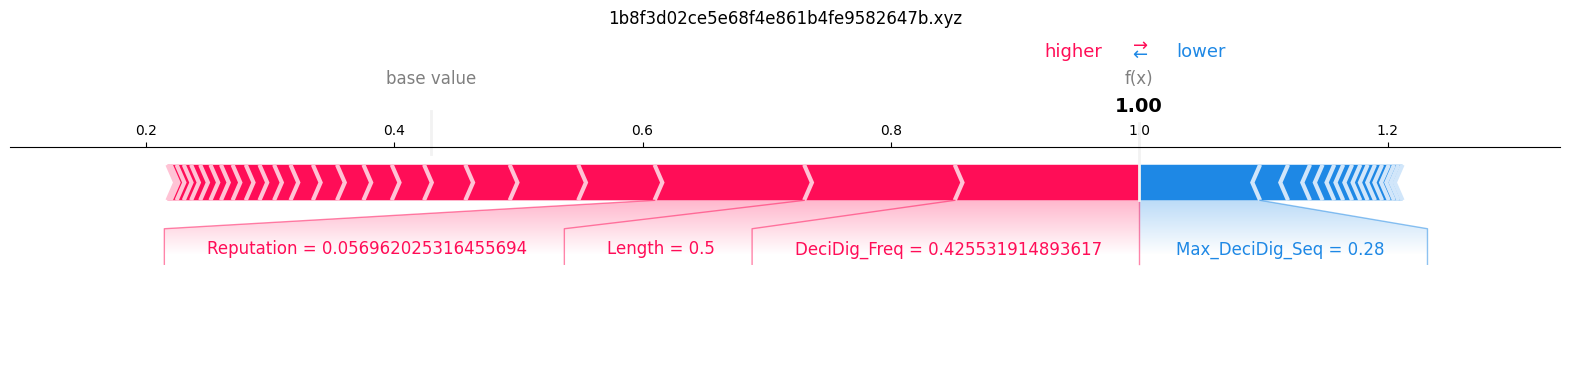 1b8f3d02ce5e68f4e861b4fe9582647b.xyz
higher → lower
←
base value f(x)
1.00
0.2 0.4 0.6 0.8 1.0 1.2
Reputation = 0.056962025316455694 Length = 0.5 DeciDig_Freq = 0.425531914893617 Max_DeciDig_Seq = 0.28